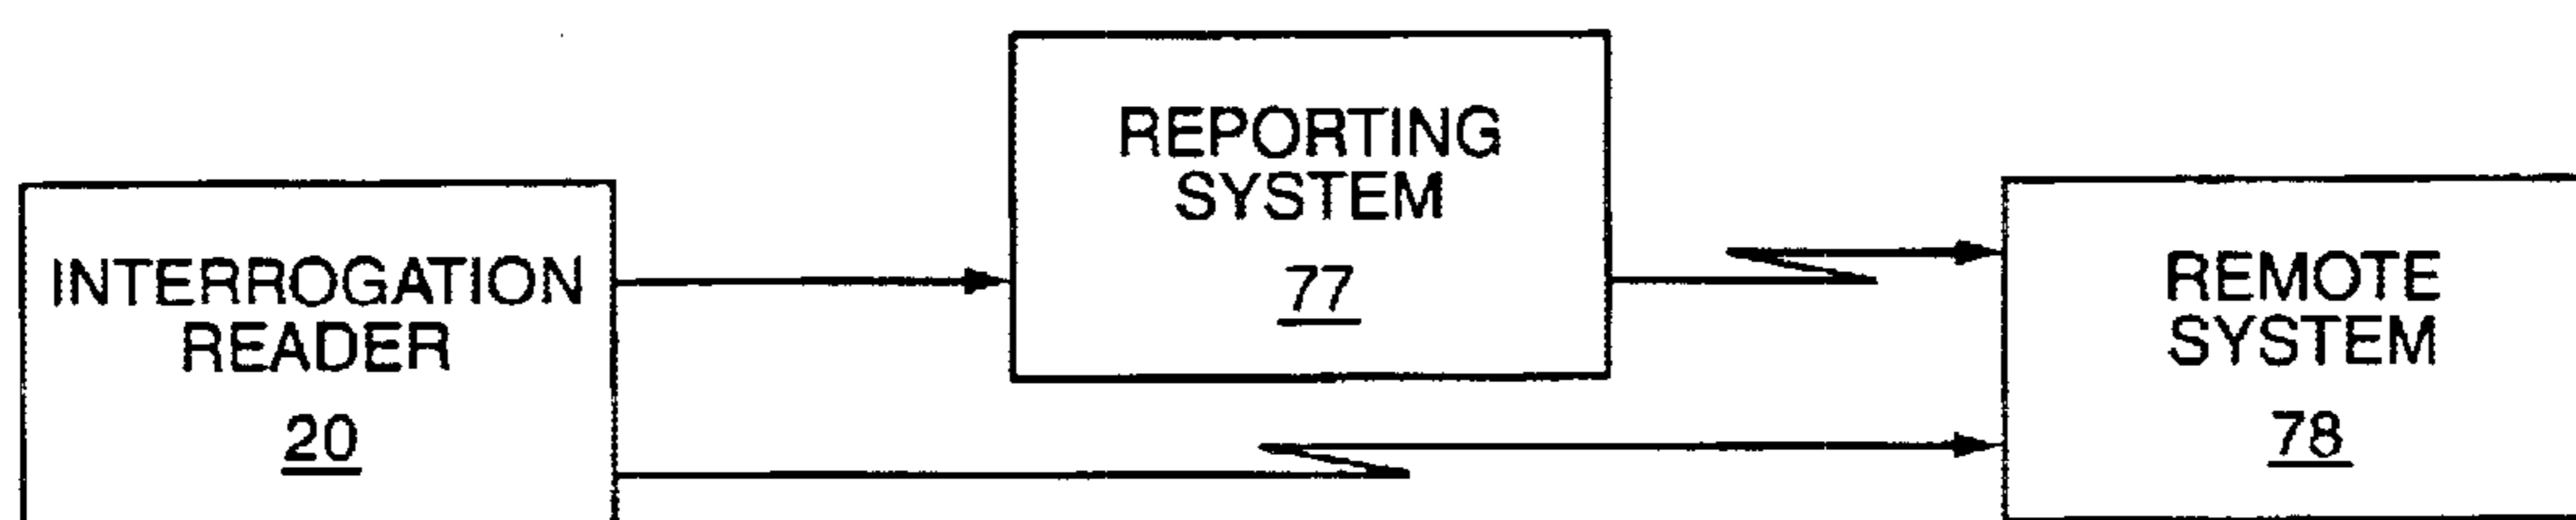 INTERROGATION
READER
20
REPORTING
SYSTEM
77
REMOTE
SYSTEM
78